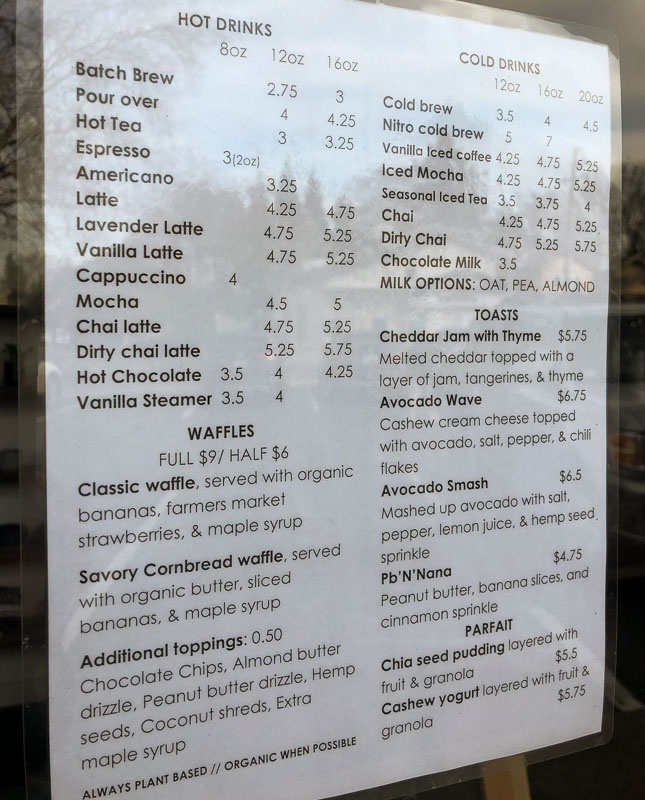 HOT DRINKS
8oz 12oz 16oz
Batch Brew 2.75 3
Pour over 4 4.25
Hot Tea 3 3.25
Espresso 3(2oz)
Americano 3.25
Latte 4.25 4.75
Lavender Latte 4.75 5.25
Vanilla Latte 4.75 5.25
Cappuccino 4
Mocha 4.5 5
Chai latte 4.75 5.25
Dirty chai latte 5.25 5.75
Hot Chocolate 3.5 4 4.25
Vanilla Steamer 3.5 4
WAFFLES
FULL $9/ HALF $6
Classic waffle, served with organic
bananas, farmers market
strawberries, & maple syrup
Savory Cornbread waffle, served
with organic butter, sliced
bananas, & maple syrup
Additional toppings: 0.50
Chocolate Chips, Almond butter
drizzle, Peanut butter drizzle, Hemp
seeds, Coconut shreds, Extra
maple syrup
ALWAYS PLANT BASED // ORGANIC WHEN POSSIBLE
COLD DRINKS
12oz 16oz 20oz
Cold brew 3.5 4 4.5
Nitro cold brew 5 7
Vanilla Iced coffee 4.25 4.75 5.25
Iced Mocha 4.25 4.75 5.25
Seasonal Iced Tea 3.5 3.75 4
Chai 4.25 4.75 5.25
Dirty Chai 4.75 5.25 5.75
Chocolate Milk 3.5
MILK OPTIONS: OAT, PEA, ALMOND
TOASTS
Cheddar Jam with Thyme $5.75
Melted cheddar topped with a
layer of jam, tangerines, & thyme
Avocado Wave $6.75
Cashew cream cheese topped
with avocado, salt, pepper, & chili
flakes
Avocado Smash $6.5
Mashed up avocado with salt,
pepper, lemon juice, & hemp seed
sprinkle
Pb'N'Nana $4.75
Peanut butter, banana slices, and
cinnamon sprinkle
PARFAIT
Chia seed pudding layered with
fruit & granola $5.5
Cashew yogurt layered with fruit &
granola $5.75